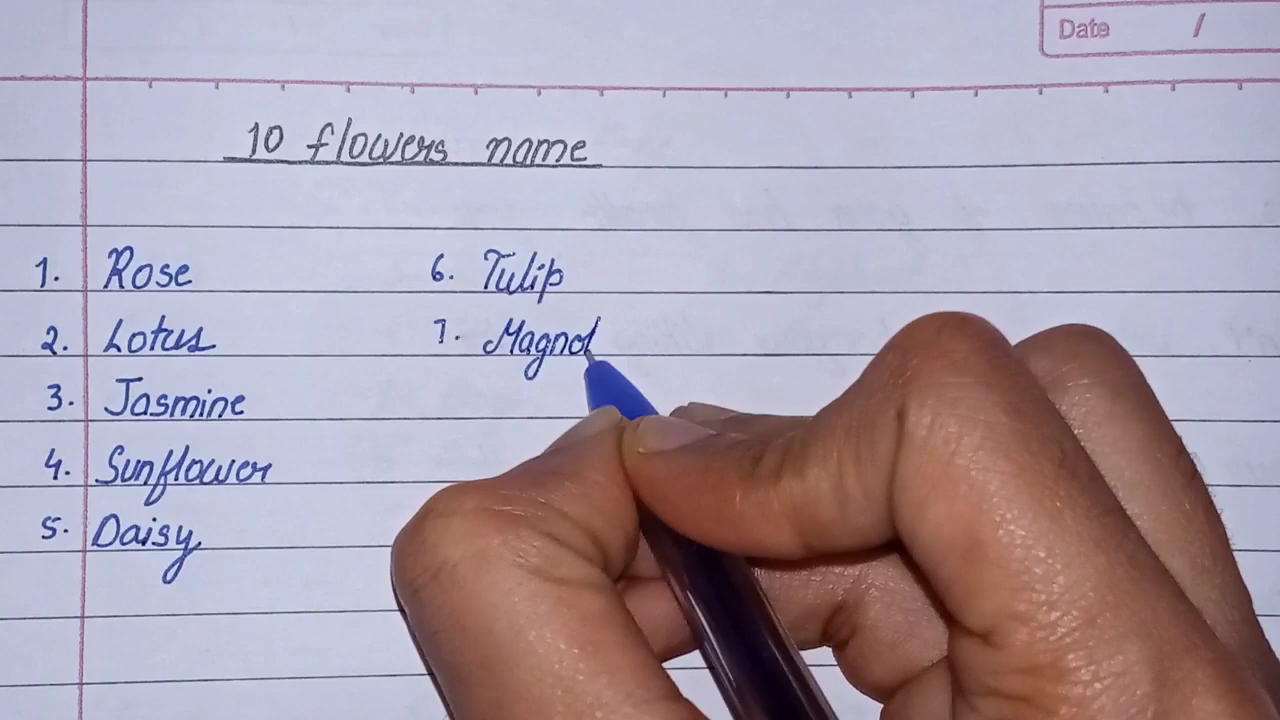 Date /
10 flowers name
1. Rose
2. Lotus
3. Jasmine
4. Sunflower
5. Daisy
6. Tulip
7. Magnol